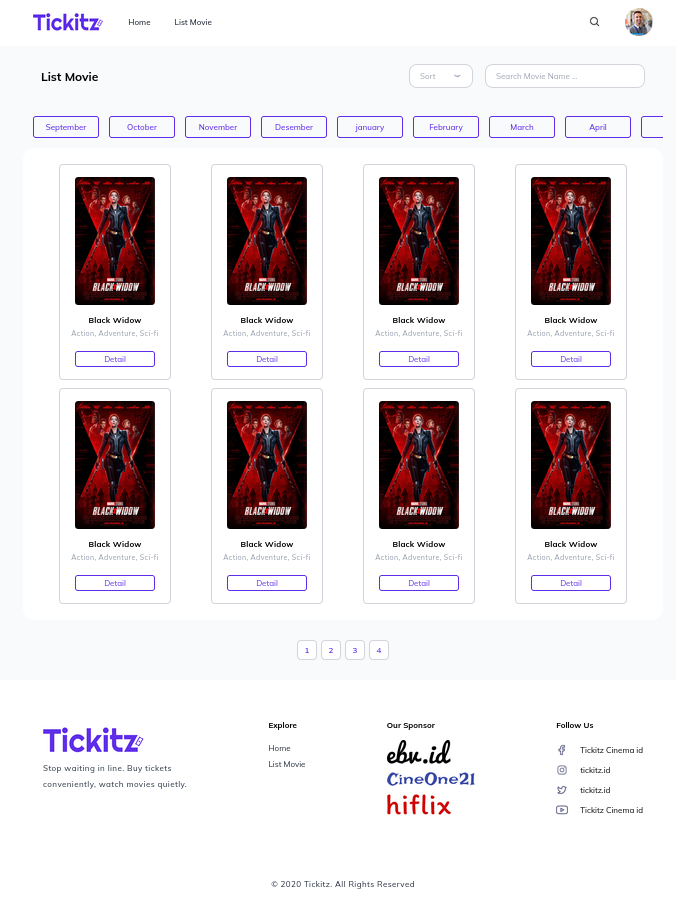 Tickitz
Home
List Movie
List Movie
Sort
Search Movie Name ...
September
October
November
Desember
january
February
March
April
BLACK WIDOW
BLACK WIDOW
BLACK WIDOW
BLACK WIDOW
Black Widow
Black Widow
Black Widow
Black Widow
Action, Adventure, Sci-fi
Action, Adventure, Sci-fi
Action, Adventure, Sci-fi
Action, Adventure, Sci-fi
Detail
Detail
Detail
Detail
BLACK WIDOW
BLACK WIDOW
BLACK WIDOW
BLACK WIDOW
Black Widow
Black Widow
Black Widow
Black Widow
Action, Adventure, Sci-fi
Action, Adventure, Sci-fi
Action, Adventure, Sci-fi
Action, Adventure, Sci-fi
Detail
Detail
Detail
Detail
1
2
3
4
Tickitz
Stop waiting in line. Buy tickets
conveniently, watch movies quietly.
Explore
Home
List Movie
Our Sponsor
ebv.id
CineOne21
hiflix
Follow Us
Tickitz Cinema id
tickitz.id
tickitz.id
Tickitz Cinema id
© 2020 Tickitz. All Rights Reserved